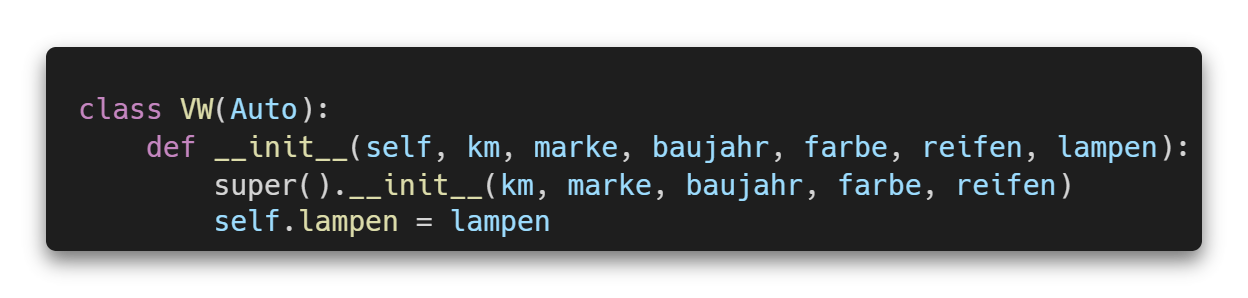 class VW(Auto):
    def __init__(self, km, marke, baujahr, farbe, reifen, lampen):
        super().__init__(km, marke, baujahr, farbe, reifen)
        self.lampen = lampen